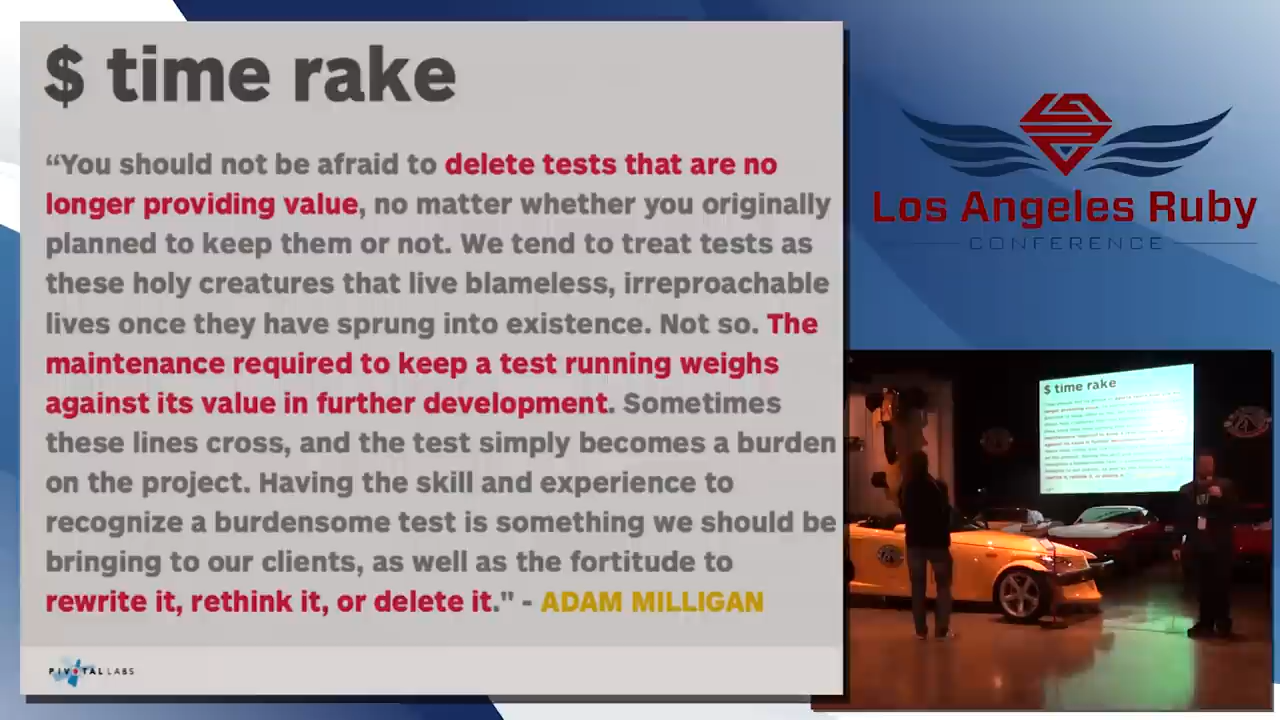 $ time rake
“You should not be afraid to delete tests that are no
longer providing value, no matter whether you originally
planned to keep them or not. We tend to treat tests as
these holy creatures that live blameless, irreproachable
lives once they have sprung into existence. Not so. The
maintenance required to keep a test running weighs
against its value in further development. Sometimes
these lines cross, and the test simply becomes a burden
on the project. Having the skill and experience to
recognize a burdensome test is something we should be
bringing to our clients, as well as the fortitude to
rewrite it, rethink it, or delete it." - ADAM MILLIGAN
PIVOTAL LABS
Los Angeles Ruby
CONFERENCE
$ time rake